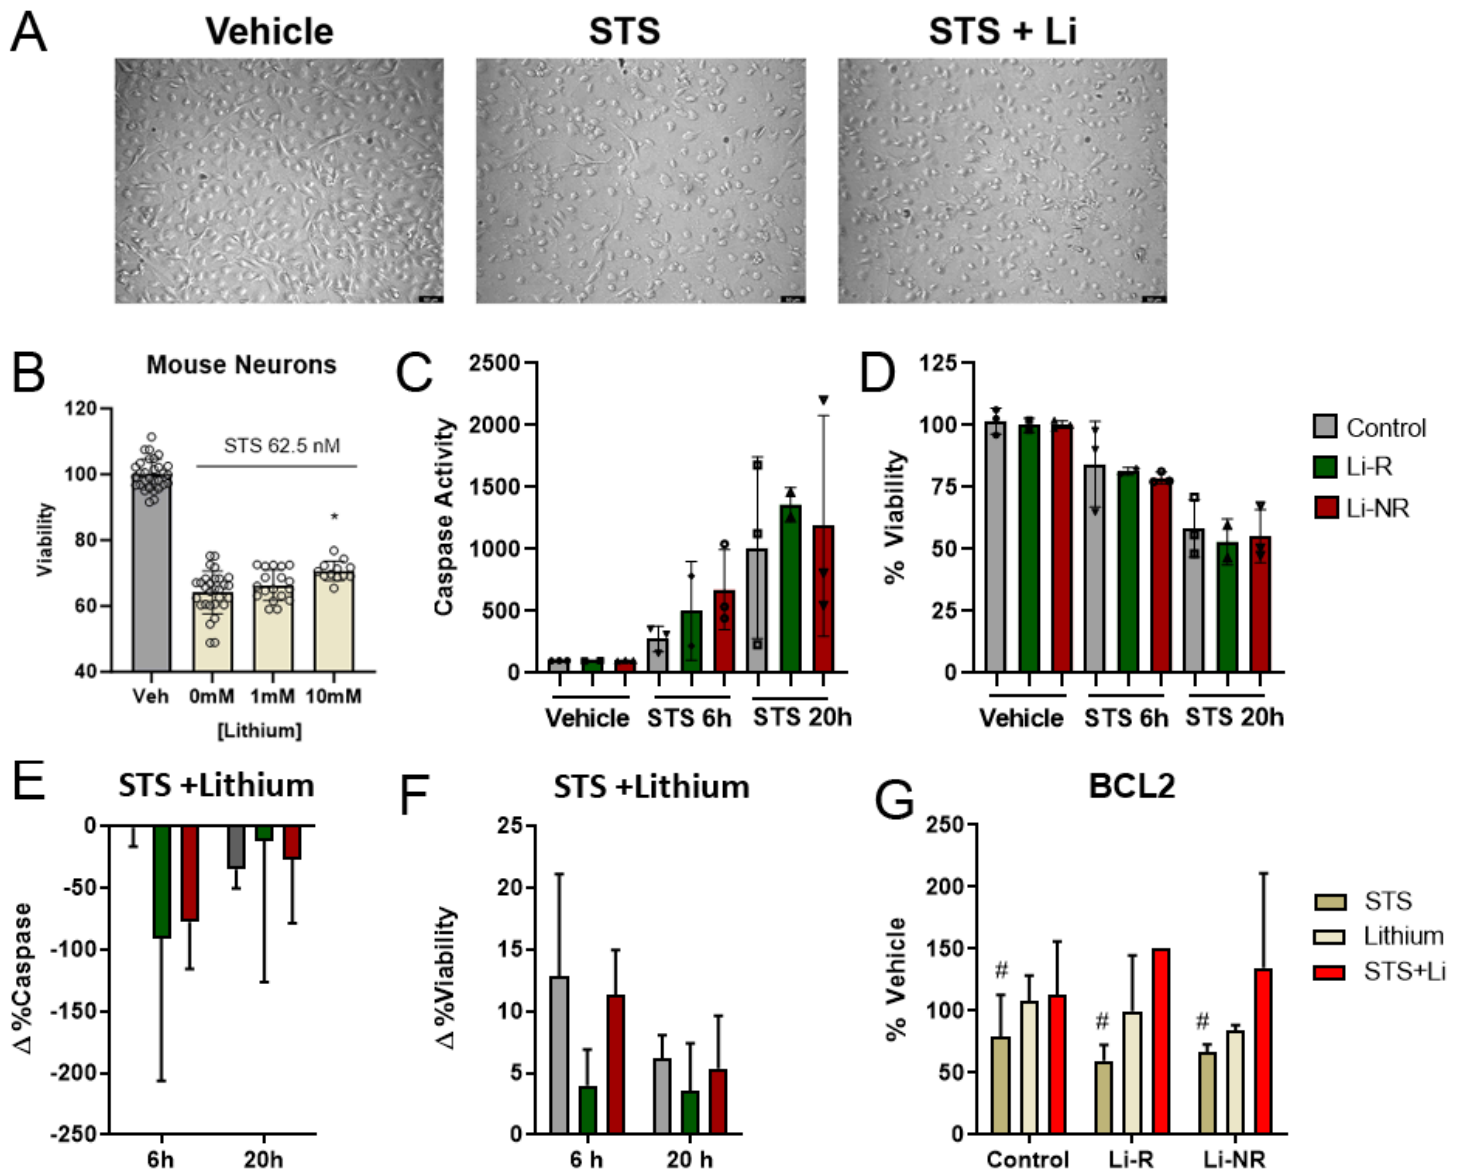 A
Vehicle
STS
STS + Li
B
Mouse Neurons
Viability
120
100
80
60
40
STS 62.5 nM
*
Veh
0mM
1mM
10mM
[Lithium]
C
Caspase Activity
2500
2000
1500
1000
500
0
Vehicle
STS 6h
STS 20h
D
% Viability
125
100
75
50
25
0
Vehicle
STS 6h
STS 20h
Control
Li-R
Li-NR
E
STS +Lithium
Δ %Caspase
0
-50
-100
-150
-200
-250
6h
20h
F
STS +Lithium
Δ %Viability
25
20
15
10
5
0
6 h
20 h
G
BCL2
% Vehicle
250
200
150
100
50
0
#
#
#
Control
Li-R
Li-NR
STS
Lithium
STS+Li